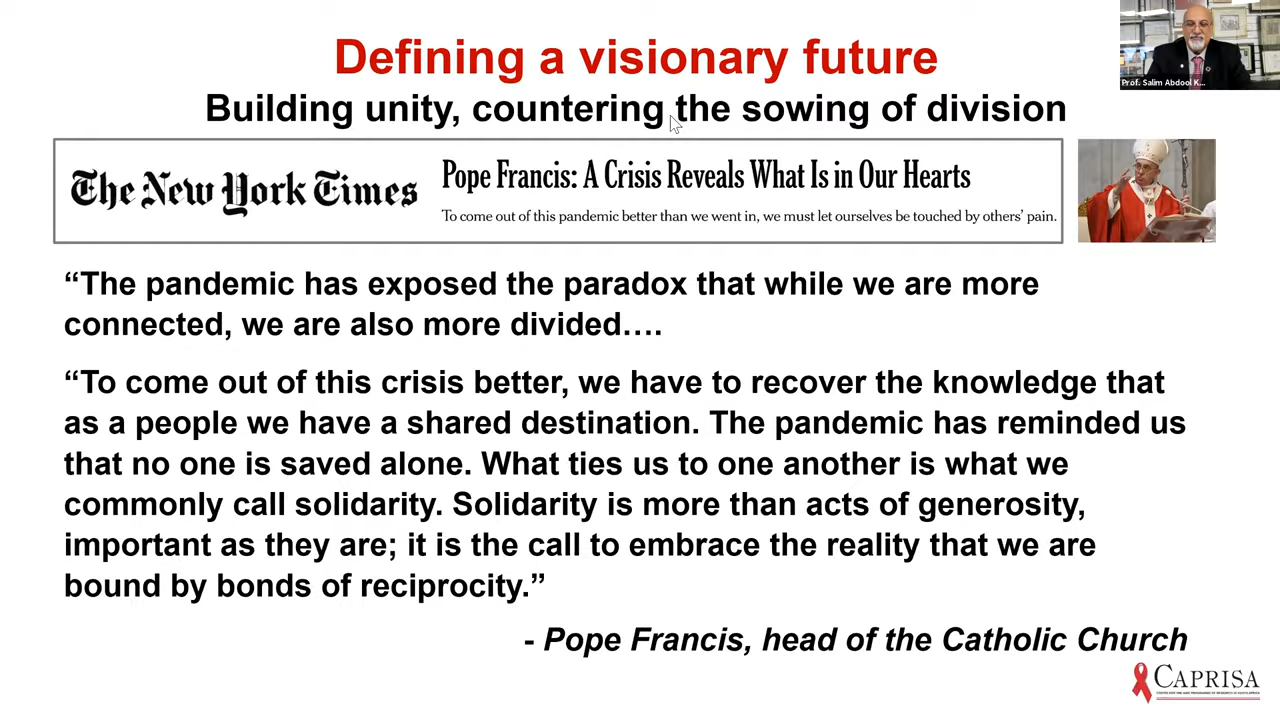 Defining a visionary future
Building unity, countering the sowing of division
Prof. Salim Abdool K...
The New York Times
Pope Francis: A Crisis Reveals What Is in Our Hearts
To come out of this pandemic better than we went in, we must let ourselves be touched by others’ pain.
“The pandemic has exposed the paradox that while we are more
connected, we are also more divided….
“To come out of this crisis better, we have to recover the knowledge that
as a people we have a shared destination. The pandemic has reminded us
that no one is saved alone. What ties us to one another is what we
commonly call solidarity. Solidarity is more than acts of generosity,
important as they are; it is the call to embrace the reality that we are
bound by bonds of reciprocity.”
- Pope Francis, head of the Catholic Church
CAPRISA